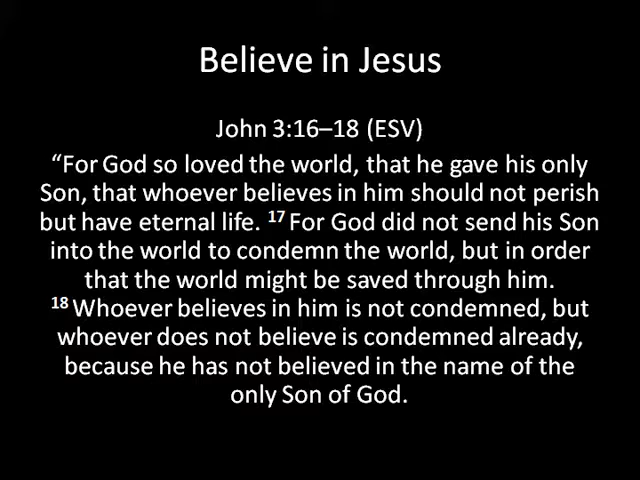 Believe in Jesus
John 3:16–18 (ESV)
“For God so loved the world, that he gave his only
Son, that whoever believes in him should not perish
but have eternal life. 17 For God did not send his Son
into the world to condemn the world, but in order
that the world might be saved through him.
18 Whoever believes in him is not condemned, but
whoever does not believe is condemned already,
because he has not believed in the name of the
only Son of God.